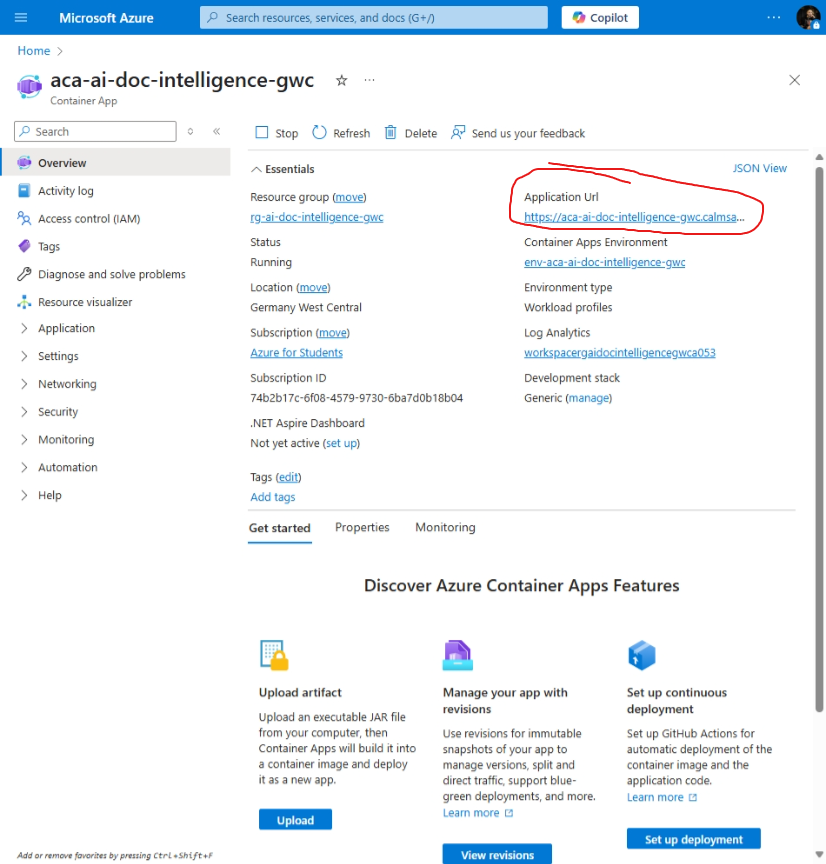 Microsoft Azure
Search resources, services, and docs (G+/)
Copilot
Home
aca-ai-doc-intelligence-gwc
Container App
Search
Overview
Activity log
Access control (IAM)
Tags
Diagnose and solve problems
Resource visualizer
Application
Settings
Networking
Security
Monitoring
Automation
Help
Add or remove favorites by pressing Ctrl+Shift+F
Stop Refresh Delete Send us your feedback
Essentials
JSON View
Resource group (move)
rg-ai-doc-intelligence-gwc
Status
Running
Location (move)
Germany West Central
Subscription (move)
Azure for Students
Subscription ID
74b2b17c-6f08-4579-9730-6ba7d0b18b04
.NET Aspire Dashboard
Not yet active (set up)
Application Url
https://aca-ai-doc-intelligence-gwc.calmsa...
Container Apps Environment
env-aca-ai-doc-intelligence-gwc
Environment type
Workload profiles
Log Analytics
workspacergaidocintelligencegwca053
Development stack
Generic (manage)
Tags (edit)
Add tags
Get started Properties Monitoring
Discover Azure Container Apps Features
Upload artifact
Upload an executable JAR file
from your computer, then
Container Apps will build it into
a container image and deploy
it as a new app.
Upload
Manage your app with
revisions
Use revisions for immutable
snapshots of your app to
manage versions, split and
direct traffic, support blue-
green deployments, and more.
Learn more
View revisions
Set up continuous
deployment
Set up GitHub Actions for
automatic deployment of the
container image and the
application code.
Learn more
Set up deployment